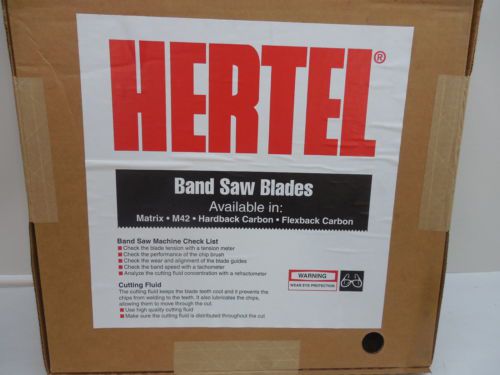 HERTEL®
Band Saw Blades
Available in:
Matrix • M42 • Hardback Carbon • Flexback Carbon
Band Saw Machine Check List
■ Check the blade tension with a tension meter
■ Check the performance of the chip brush
■ Check the wear and alignment of the blade guides
■ Check the band speed with a tachometer
■ Analyze the cutting fluid concentration with a refractometer
WARNING
WEAR EYE PROTECTION
Cutting Fluid
The cutting fluid keeps the blade teeth cool and it prevents the
chips from welding to the teeth. It also lubricates the chips,
allowing them to move through the cut.
■ Use high quality cutting fluid
■ Make sure the cutting fluid is distributed throughout the cut